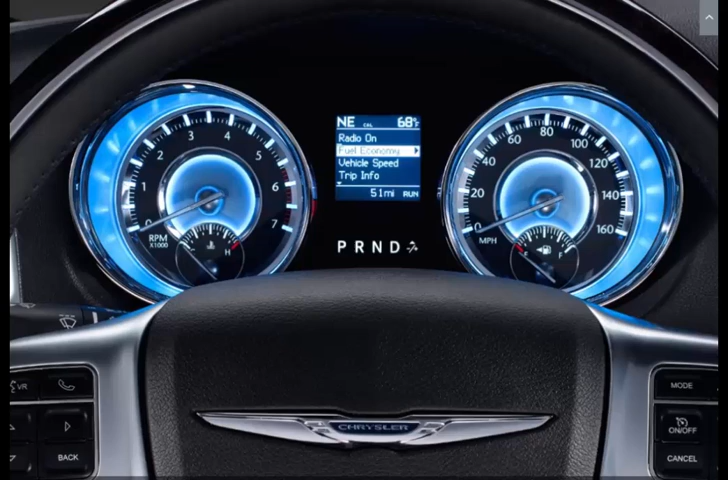 NE CAL 68°F
Radio On
Fuel Economy
Vehicle Speed
Trip Info
51mi RUN
0 1 2 3 4 5 6 7
RPM
X1000
H
20 40 60 80 100 120 140 160
MPH
E F
P R N D
VR
BACK
CHRYSLER
MODE
ON/OFF
CANCEL